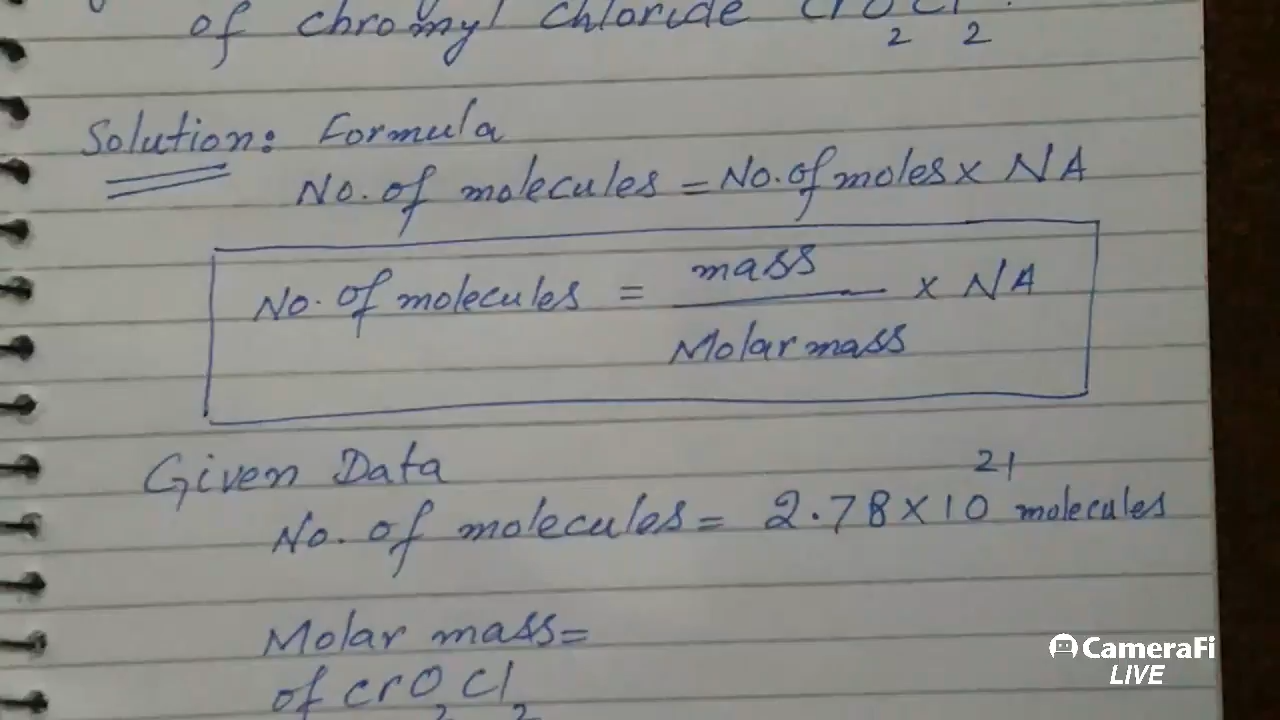 of chromyl chloride CrO2Cl2.
Solution: Formula
No. of molecules = No. of moles x NA
No. of molecules = mass / Molar mass x NA
Given Data
No. of molecules = 2.78 x 10^21 molecules
Molar mass =
of crO2Cl2
CameraFi
LIVE